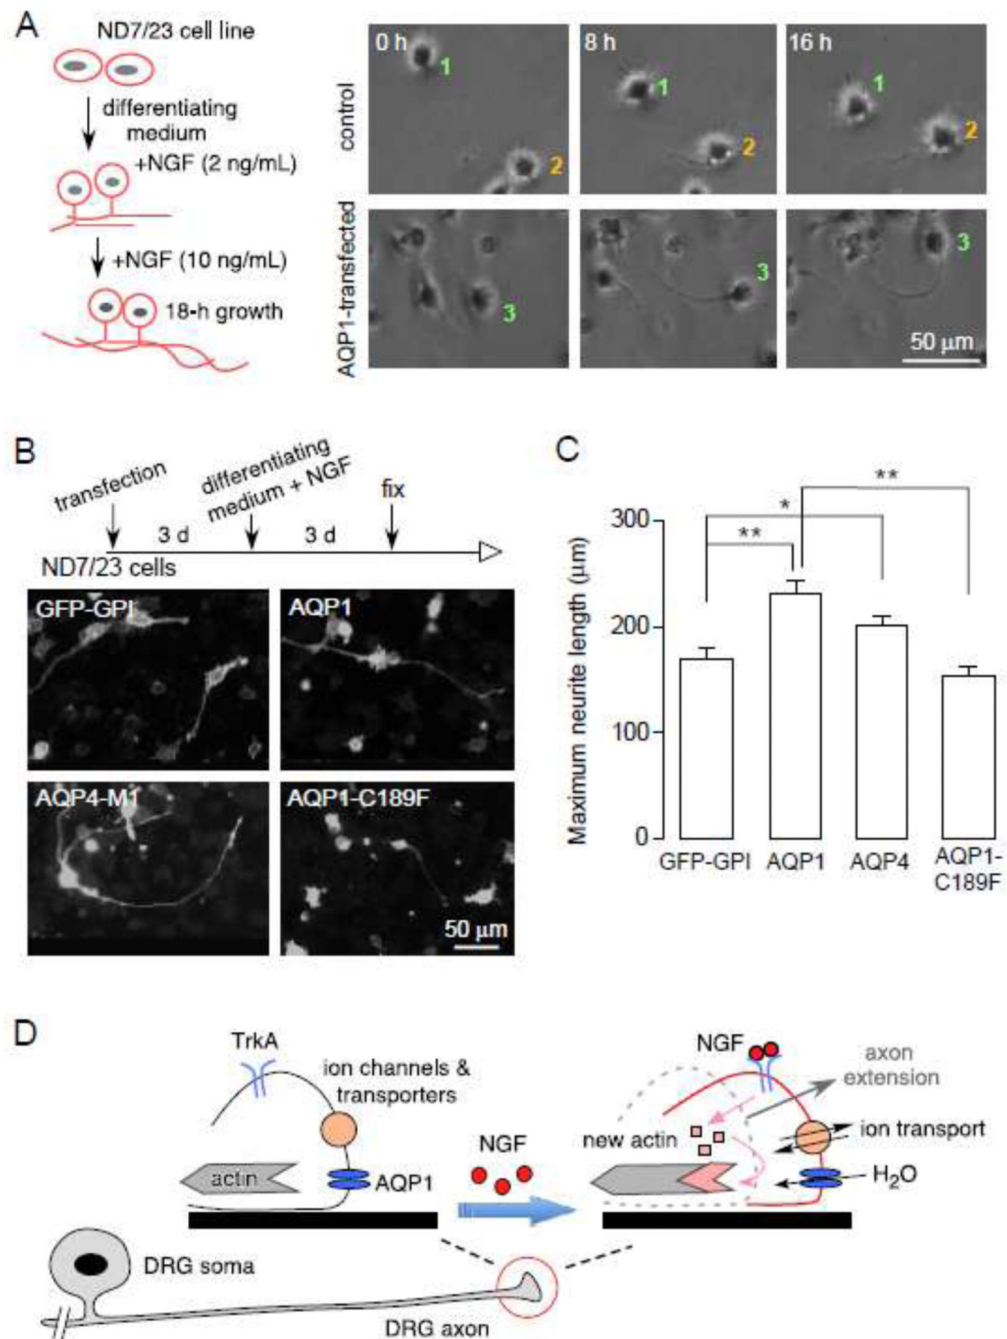 A
ND7/23 cell line
differentiating
medium
+NGF (2 ng/mL)
+NGF (10 ng/mL)
18-h growth
control
0 h
1
2
8 h
1
2
16 h
1
2
AQP1-transfected
3
3
3
50 μm
B
transfection
differentiating
medium + NGF
fix
3 d
3 d
ND7/23 cells
GFP-GPI
AQP1
AQP4-M1
AQP1-C189F
50 μm
C
Maximum neurite length (μm)
300
200
100
0
**
*
**
GFP-GPI
AQP1
AQP4
AQP1-
C189F
D
TrkA
ion channels &
transporters
actin
AQP1
NGF
NGF
axon
extension
new actin
ion transport
H₂O
DRG soma
DRG axon